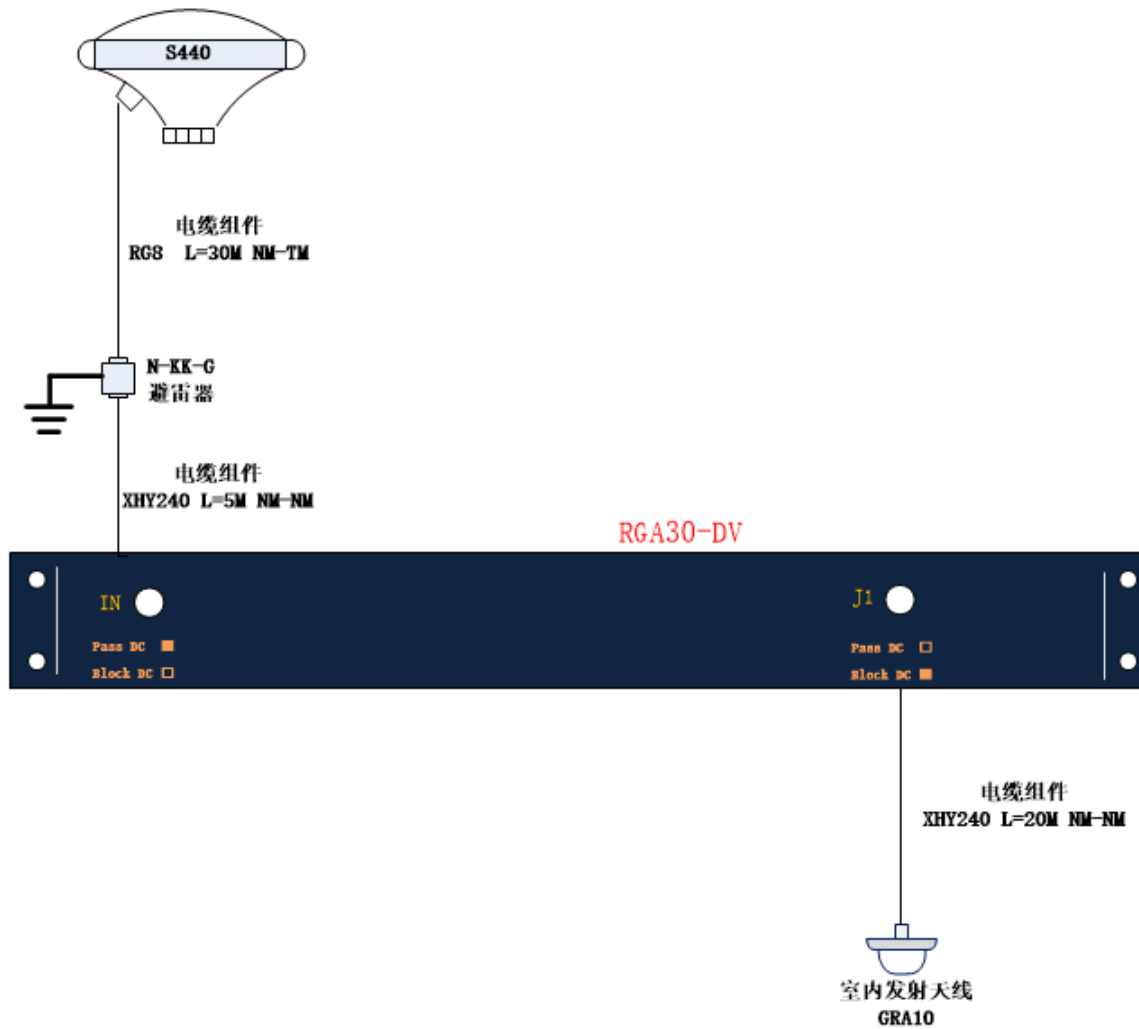 S440
电缆组件
RG8 L=30M NM-TM
N-KK-G
避雷器
电缆组件
XHY240 L=5M NM-NM
RGA30-DV
IN
Pass DC
Block DC
J1
Pass DC
Block DC
电缆组件
XHY240 L=20M NM-NM
室内发射天线
GRA10